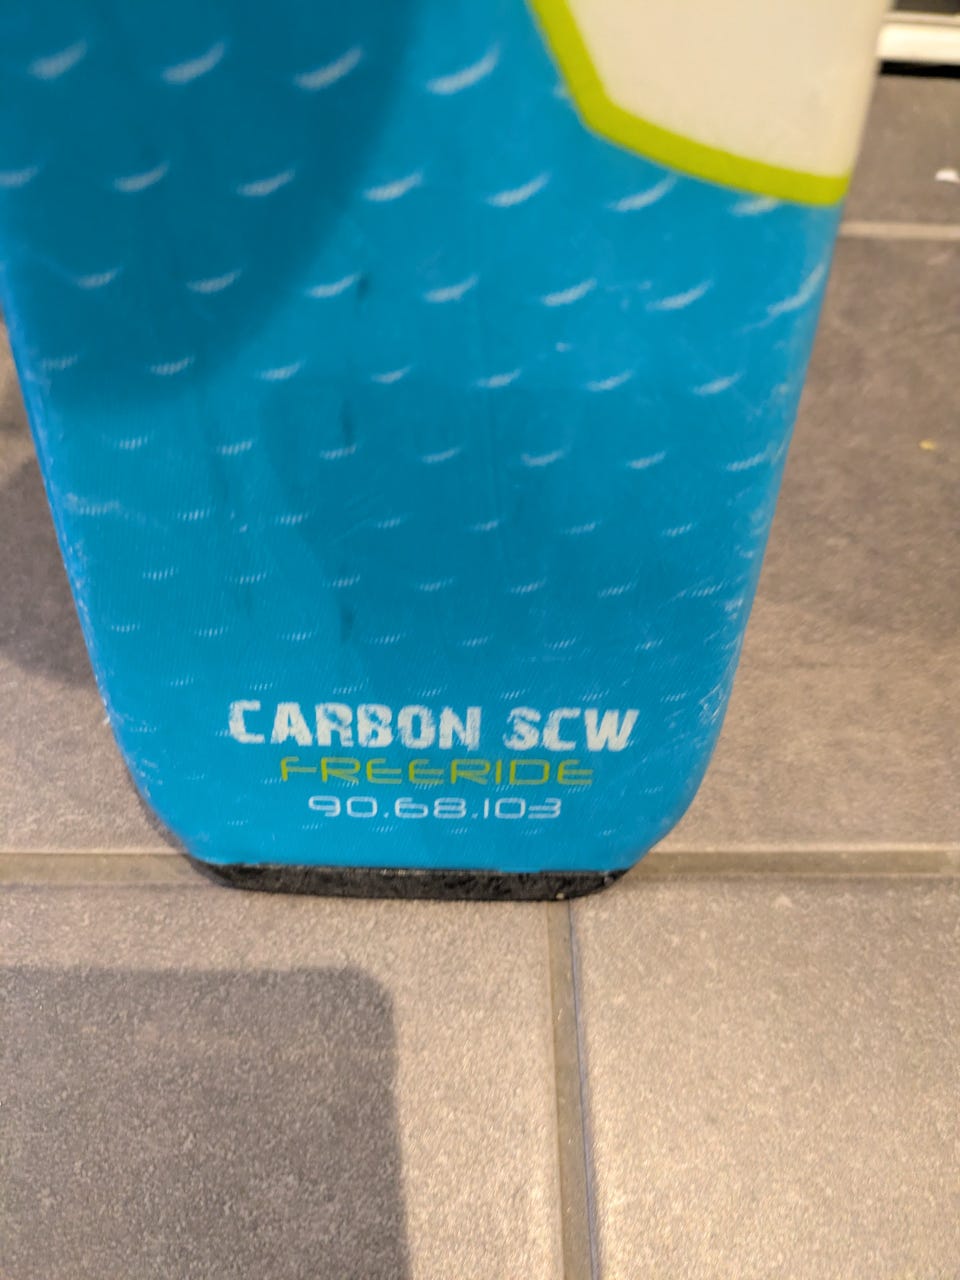 CARBON SCW
FREERIDE
90.68.103